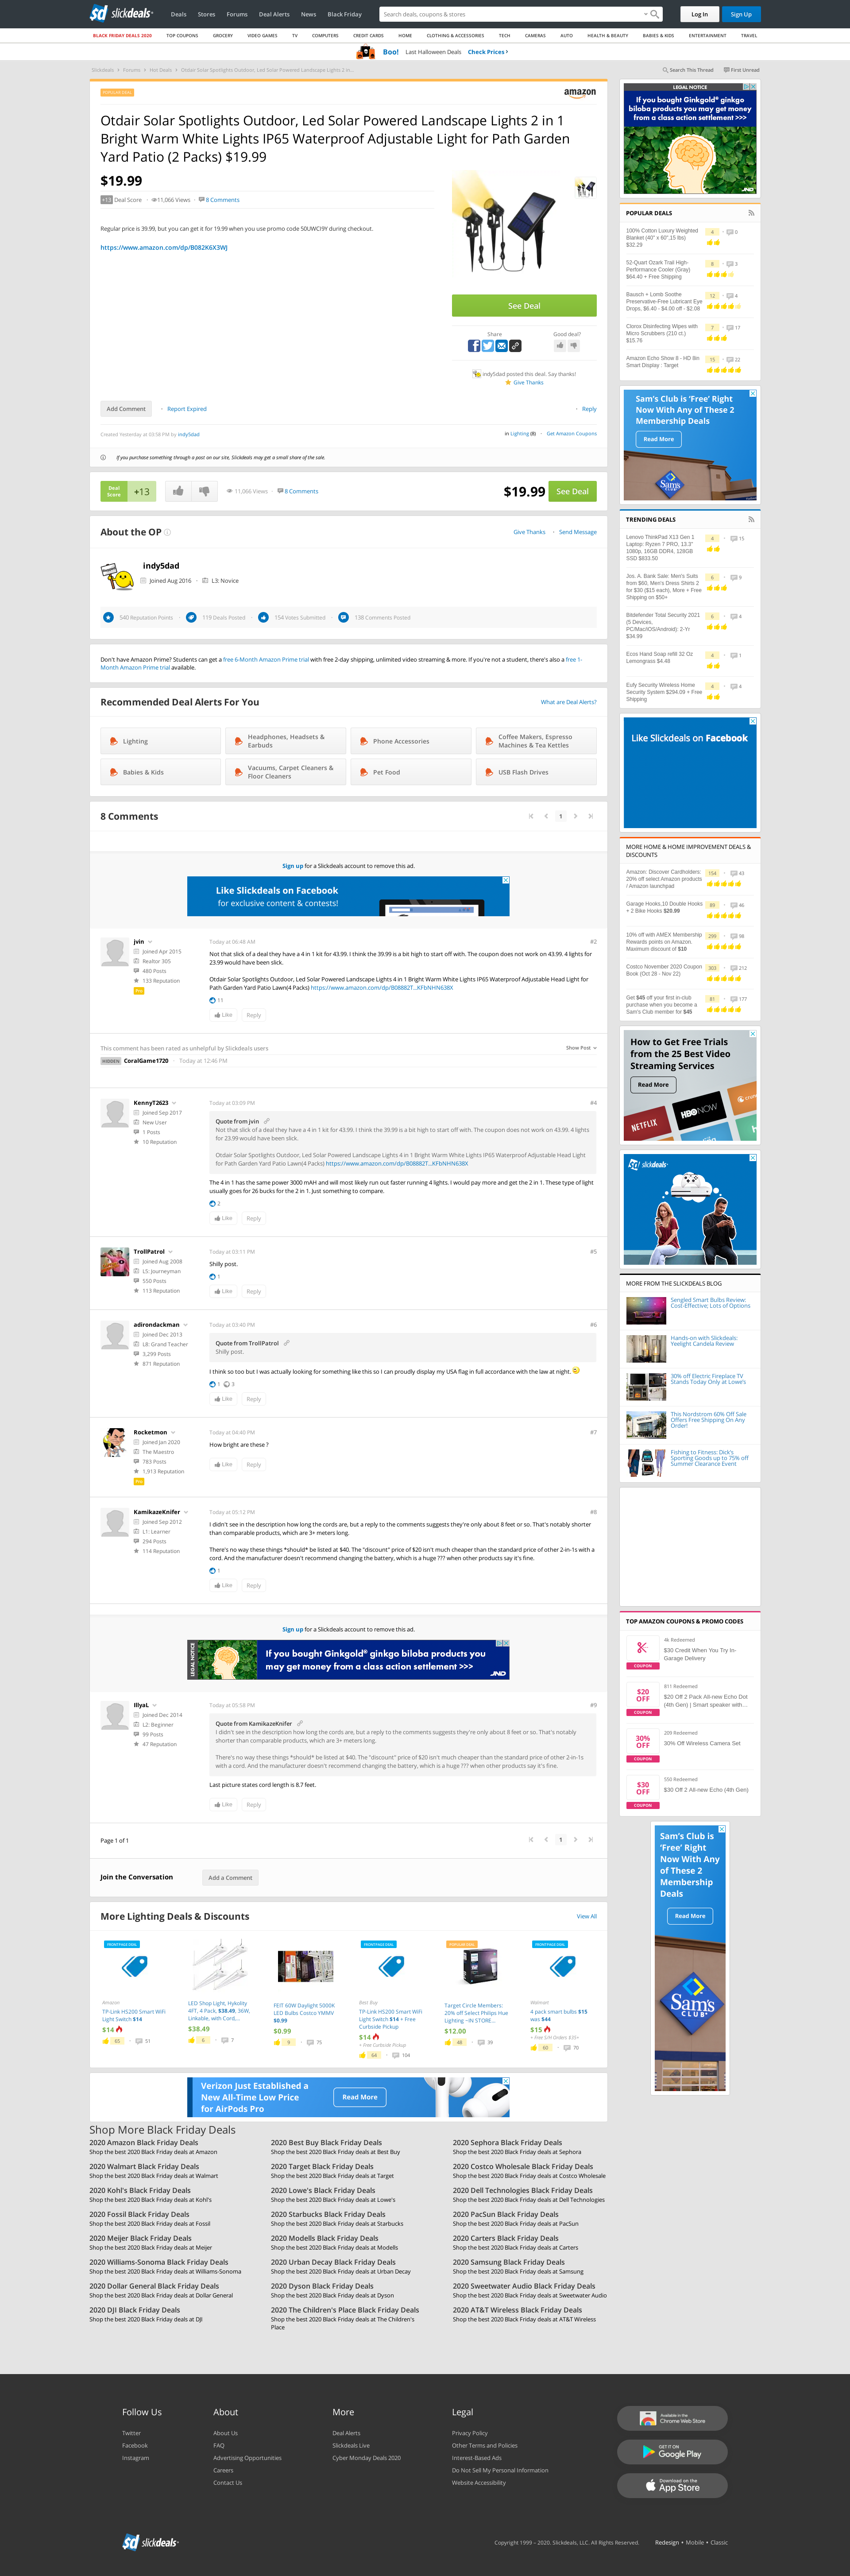 slickdeals
Deals
Stores
Forums
Deal Alerts
News
Black Friday
Search deals, coupons & stores
Log In
Sign Up
BLACK FRIDAY DEALS 2020
TOP COUPONS
GROCERY
VIDEO GAMES
TV
COMPUTERS
CREDIT CARDS
HOME
CLOTHING & ACCESSORIES
TECH
CAMERAS
AUTO
HEALTH & BEAUTY
BABIES & KIDS
ENTERTAINMENT
TRAVEL
Boo! Last Halloween Deals Check Prices ›
Slickdeals › Forums › Hot Deals › Otdair Solar Spotlights Outdoor, Led Solar Powered Landscape Lights 2 in...
Search This Thread
First Unread
POPULAR DEAL
amazon
Otdair Solar Spotlights Outdoor, Led Solar Powered Landscape Lights 2 in 1
Bright Warm White Lights IP65 Waterproof Adjustable Light for Path Garden
Yard Patio (2 Packs) $19.99
$19.99
+13 Deal Score
11,066 Views
8 Comments
Regular price is 39.99, but you can get it for 19.99 when you use promo code 50UWCI9Y during checkout.
https://www.amazon.com/dp/B082K6X3WJ
See Deal
Share
Good deal?
indy5dad posted this deal. Say thanks!
Give Thanks
Add Comment
Report Expired
Reply
Created Yesterday at 03:58 PM by indy5dad
in Lighting (8)
Get Amazon Coupons
If you purchase something through a post on our site, Slickdeals may get a small share of the sale.
Deal
Score
+13
11,066 Views
8 Comments
$19.99
See Deal
About the OP
Give Thanks
Send Message
indy5dad
Joined Aug 2016
L3: Novice
540 Reputation Points
119 Deals Posted
154 Votes Submitted
138 Comments Posted
Don't have Amazon Prime? Students can get a free 6-Month Amazon Prime trial with free 2-day shipping, unlimited video streaming & more. If you're not a student, there's also a free 1-
Month Amazon Prime trial available.
Recommended Deal Alerts For You
What are Deal Alerts?
Lighting
Headphones, Headsets &
Earbuds
Phone Accessories
Coffee Makers, Espresso
Machines & Tea Kettles
Babies & Kids
Vacuums, Carpet Cleaners &
Floor Cleaners
Pet Food
USB Flash Drives
8 Comments
1
Sign up for a Slickdeals account to remove this ad.
Like Slickdeals on Facebook
for exclusive content & contests!
jvin
Joined Apr 2015
Realtor 305
480 Posts
133 Reputation
Pro
Today at 06:48 AM
#2
Not that slick of a deal they have a 4 in 1 kit for 43.99. I think the 39.99 is a bit high to start off with. The coupon does not work on 43.99. 4 lights for
23.99 would have been slick.
Otdair Solar Spotlights Outdoor, Led Solar Powered Landscape Lights 4 in 1 Bright Warm White Lights IP65 Waterproof Adjustable Head Light for
Path Garden Yard Patio Lawn(4 Packs) https://www.amazon.com/dp/B08882T...KFbNHN638X
11
Like
Reply
This comment has been rated as unhelpful by Slickdeals users
Show Post
HIDDEN CoralGame1720
Today at 12:46 PM
KennyT2623
Joined Sep 2017
New User
1 Posts
10 Reputation
Today at 03:09 PM
#4
Quote from jvin
Not that slick of a deal they have a 4 in 1 kit for 43.99. I think the 39.99 is a bit high to start off with. The coupon does not work on 43.99. 4 lights
for 23.99 would have been slick.
Otdair Solar Spotlights Outdoor, Led Solar Powered Landscape Lights 4 in 1 Bright Warm White Lights IP65 Waterproof Adjustable Head Light
for Path Garden Yard Patio Lawn(4 Packs) https://www.amazon.com/dp/B08882T...KFbNHN638X
The 4 in 1 has the same power 3000 mAH and will most likely run out faster running 4 lights. I would pay more and get the 2 in 1. These type of light
usually goes for 26 bucks for the 2 in 1. Just something to compare.
2
Like
Reply
TrollPatrol
Joined Aug 2008
L5: Journeyman
550 Posts
113 Reputation
Today at 03:11 PM
#5
Shilly post.
1
Like
Reply
adirondackman
Joined Dec 2013
L8: Grand Teacher
3,299 Posts
871 Reputation
Today at 03:40 PM
#6
Quote from TrollPatrol
Shilly post.
I think so too but I was actually looking for something like this so I can proudly display my USA flag in full accordance with the law at night.
1
3
Like
Reply
Rocketmon
Joined Jan 2020
The Maestro
783 Posts
1,913 Reputation
Pro
Today at 04:40 PM
#7
How bright are these ?
Like
Reply
KamikazeKnifer
Joined Sep 2012
L1: Learner
294 Posts
114 Reputation
Today at 05:12 PM
#8
I didn't see in the description how long the cords are, but a reply to the comments suggests they're only about 8 feet or so. That's notably shorter
than comparable products, which are 3+ meters long.
There's no way these things *should* be listed at $40. The "discount" price of $20 isn't much cheaper than the standard price of other 2-in-1s with a
cord. And the manufacturer doesn't recommend changing the battery, which is a huge ??? when other products say it's fine.
1
Like
Reply
Sign up for a Slickdeals account to remove this ad.
LEGAL NOTICE
If you bought Ginkgold® ginkgo biloba products you
may get money from a class action settlement >>>
JND
IllyaL
Joined Dec 2014
L2: Beginner
99 Posts
47 Reputation
Today at 05:58 PM
#9
Quote from KamikazeKnifer
I didn't see in the description how long the cords are, but a reply to the comments suggests they're only about 8 feet or so. That's notably
shorter than comparable products, which are 3+ meters long.
There's no way these things *should* be listed at $40. The "discount" price of $20 isn't much cheaper than the standard price of other 2-in-1s
with a cord. And the manufacturer doesn't recommend changing the battery, which is a huge ??? when other products say it's fine.
Last picture states cord length is 8.7 feet.
Like
Reply
Page 1 of 1
1
Join the Conversation
Add a Comment
More Lighting Deals & Discounts
View All
FRONTPAGE DEAL
Amazon
TP-Link HS200 Smart WiFi
Light Switch $14
$14
65
51
LED Shop Light, Hykolity
4FT, 4 Pack, $38.49, 36W,
Linkable, with Cord,...
$38.49
6
7
FEIT 60W Daylight 5000K
LED Bulbs Costco YMMV
$0.99
$0.99
9
75
FRONTPAGE DEAL
Best Buy
TP-Link HS200 Smart WiFi
Light Switch $14 + Free
Curbside Pickup
$14
+ Free Curbside Pickup
64
104
POPULAR DEAL
Target Circle Members:
20% off Select Philips Hue
Lighting ~IN STORE...
$12.00
48
39
FRONTPAGE DEAL
Walmart
4 pack smart bulbs $15
was $44
$15
+ Free S/H Orders $35+
60
70
Verizon Just Established a
New All-Time Low Price
for AirPods Pro
Read More
Shop More Black Friday Deals
2020 Amazon Black Friday Deals
Shop the best 2020 Black Friday deals at Amazon
2020 Best Buy Black Friday Deals
Shop the best 2020 Black Friday deals at Best Buy
2020 Sephora Black Friday Deals
Shop the best 2020 Black Friday deals at Sephora
2020 Walmart Black Friday Deals
Shop the best 2020 Black Friday deals at Walmart
2020 Target Black Friday Deals
Shop the best 2020 Black Friday deals at Target
2020 Costco Wholesale Black Friday Deals
Shop the best 2020 Black Friday deals at Costco Wholesale
2020 Kohl's Black Friday Deals
Shop the best 2020 Black Friday deals at Kohl's
2020 Lowe's Black Friday Deals
Shop the best 2020 Black Friday deals at Lowe's
2020 Dell Technologies Black Friday Deals
Shop the best 2020 Black Friday deals at Dell Technologies
2020 Fossil Black Friday Deals
Shop the best 2020 Black Friday deals at Fossil
2020 Starbucks Black Friday Deals
Shop the best 2020 Black Friday deals at Starbucks
2020 PacSun Black Friday Deals
Shop the best 2020 Black Friday deals at PacSun
2020 Meijer Black Friday Deals
Shop the best 2020 Black Friday deals at Meijer
2020 Modells Black Friday Deals
Shop the best 2020 Black Friday deals at Modells
2020 Carters Black Friday Deals
Shop the best 2020 Black Friday deals at Carters
2020 Williams-Sonoma Black Friday Deals
Shop the best 2020 Black Friday deals at Williams-Sonoma
2020 Urban Decay Black Friday Deals
Shop the best 2020 Black Friday deals at Urban Decay
2020 Samsung Black Friday Deals
Shop the best 2020 Black Friday deals at Samsung
2020 Dollar General Black Friday Deals
Shop the best 2020 Black Friday deals at Dollar General
2020 Dyson Black Friday Deals
Shop the best 2020 Black Friday deals at Dyson
2020 Sweetwater Audio Black Friday Deals
Shop the best 2020 Black Friday deals at Sweetwater Audio
2020 DJI Black Friday Deals
Shop the best 2020 Black Friday deals at DJI
2020 The Children's Place Black Friday Deals
Shop the best 2020 Black Friday deals at The Children's
Place
2020 AT&T Wireless Black Friday Deals
Shop the best 2020 Black Friday deals at AT&T Wireless
LEGAL NOTICE
If you bought Ginkgold® ginkgo
biloba products you may get money
from a class action settlement >>>
JND
POPULAR DEALS
100% Cotton Luxury Weighted
Blanket (40" x 60",15 lbs)
$32.29
4
0
52-Quart Ozark Trail High-
Performance Cooler (Gray)
$64.40 + Free Shipping
8
3
Bausch + Lomb Soothe
Preservative-Free Lubricant Eye
Drops, $6.40 - $4.00 off - $2.08
12
4
Clorox Disinfecting Wipes with
Micro Scrubbers (210 ct.)
$15.76
7
17
Amazon Echo Show 8 - HD 8in
Smart Display : Target
15
22
Sam's Club is 'Free' Right
Now With Any of These 2
Membership Deals
Read More
Sam's
CLUB
TRENDING DEALS
Lenovo ThinkPad X13 Gen 1
Laptop: Ryzen 7 PRO, 13.3"
1080p, 16GB DDR4, 128GB
SSD $833.50
4
15
Jos. A. Bank Sale: Men's Suits
from $60, Men's Dress Shirts 2
for $30 ($15 each), More + Free
Shipping on $50+
6
9
Bitdefender Total Security 2021
(5 Devices,
PC/Mac/iOS/Android): 2-Yr
$34.99
6
4
Ecos Hand Soap refill 32 Oz
Lemongrass $4.48
4
1
Eufy Security Wireless Home
Security System $294.09 + Free
Shipping
4
4
Like Slickdeals on Facebook
MORE HOME & HOME IMPROVEMENT DEALS &
DISCOUNTS
Amazon: Discover Cardholders:
20% off select Amazon products
/ Amazon launchpad
154
43
Garage Hooks,10 Double Hooks
+ 2 Bike Hooks $20.99
89
46
10% off with AMEX Membership
Rewards points on Amazon.
Maximum discount of $10
299
98
Costco November 2020 Coupon
Book (Oct 28 - Nov 22)
303
212
Get $45 off your first in-club
purchase when you become a
Sam's Club member for $45
81
177
How to Get Free Trials
from the 25 Best Video
Streaming Services
Read More
NETFLIX
HBO NOW
slickdeals
MORE FROM THE SLICKDEALS BLOG
Sengled Smart Bulbs Review:
Cost-Effective; Lots of Options
Hands-on with Slickdeals:
Yeelight Candela Review
30% off Electric Fireplace TV
Stands Today Only at Lowe's
This Nordstrom 60% Off Sale
Offers Free Shipping On Any
Order!
Fishing to Fitness: Dick's
Sporting Goods up to 75% off
Summer Clearance Event
TOP AMAZON COUPONS & PROMO CODES
COUPON
4k Redeemed
$30 Credit When You Try In-
Garage Delivery
$20
OFF
COUPON
811 Redeemed
$20 Off 2 Pack All-new Echo Dot
(4th Gen) | Smart speaker with...
30%
OFF
COUPON
209 Redeemed
30% Off Wireless Camera Set
$30
OFF
COUPON
550 Redeemed
$30 Off 2 All-new Echo (4th Gen)
Sam's Club is
'Free' Right
Now With Any
of These 2
Membership
Deals
Read More
Sam's
CLUB
Follow Us
Twitter
Facebook
Instagram
About
About Us
FAQ
Advertising Opportunities
Careers
Contact Us
More
Deal Alerts
Slickdeals Live
Cyber Monday Deals 2020
Legal
Privacy Policy
Other Terms and Policies
Interest-Based Ads
Do Not Sell My Personal Information
Website Accessibility
Available in the
Chrome Web Store
GET IT ON
Google Play
Download on the
App Store
slickdeals
Copyright 1999 – 2020. Slickdeals, LLC. All Rights Reserved.
Redesign • Mobile • Classic